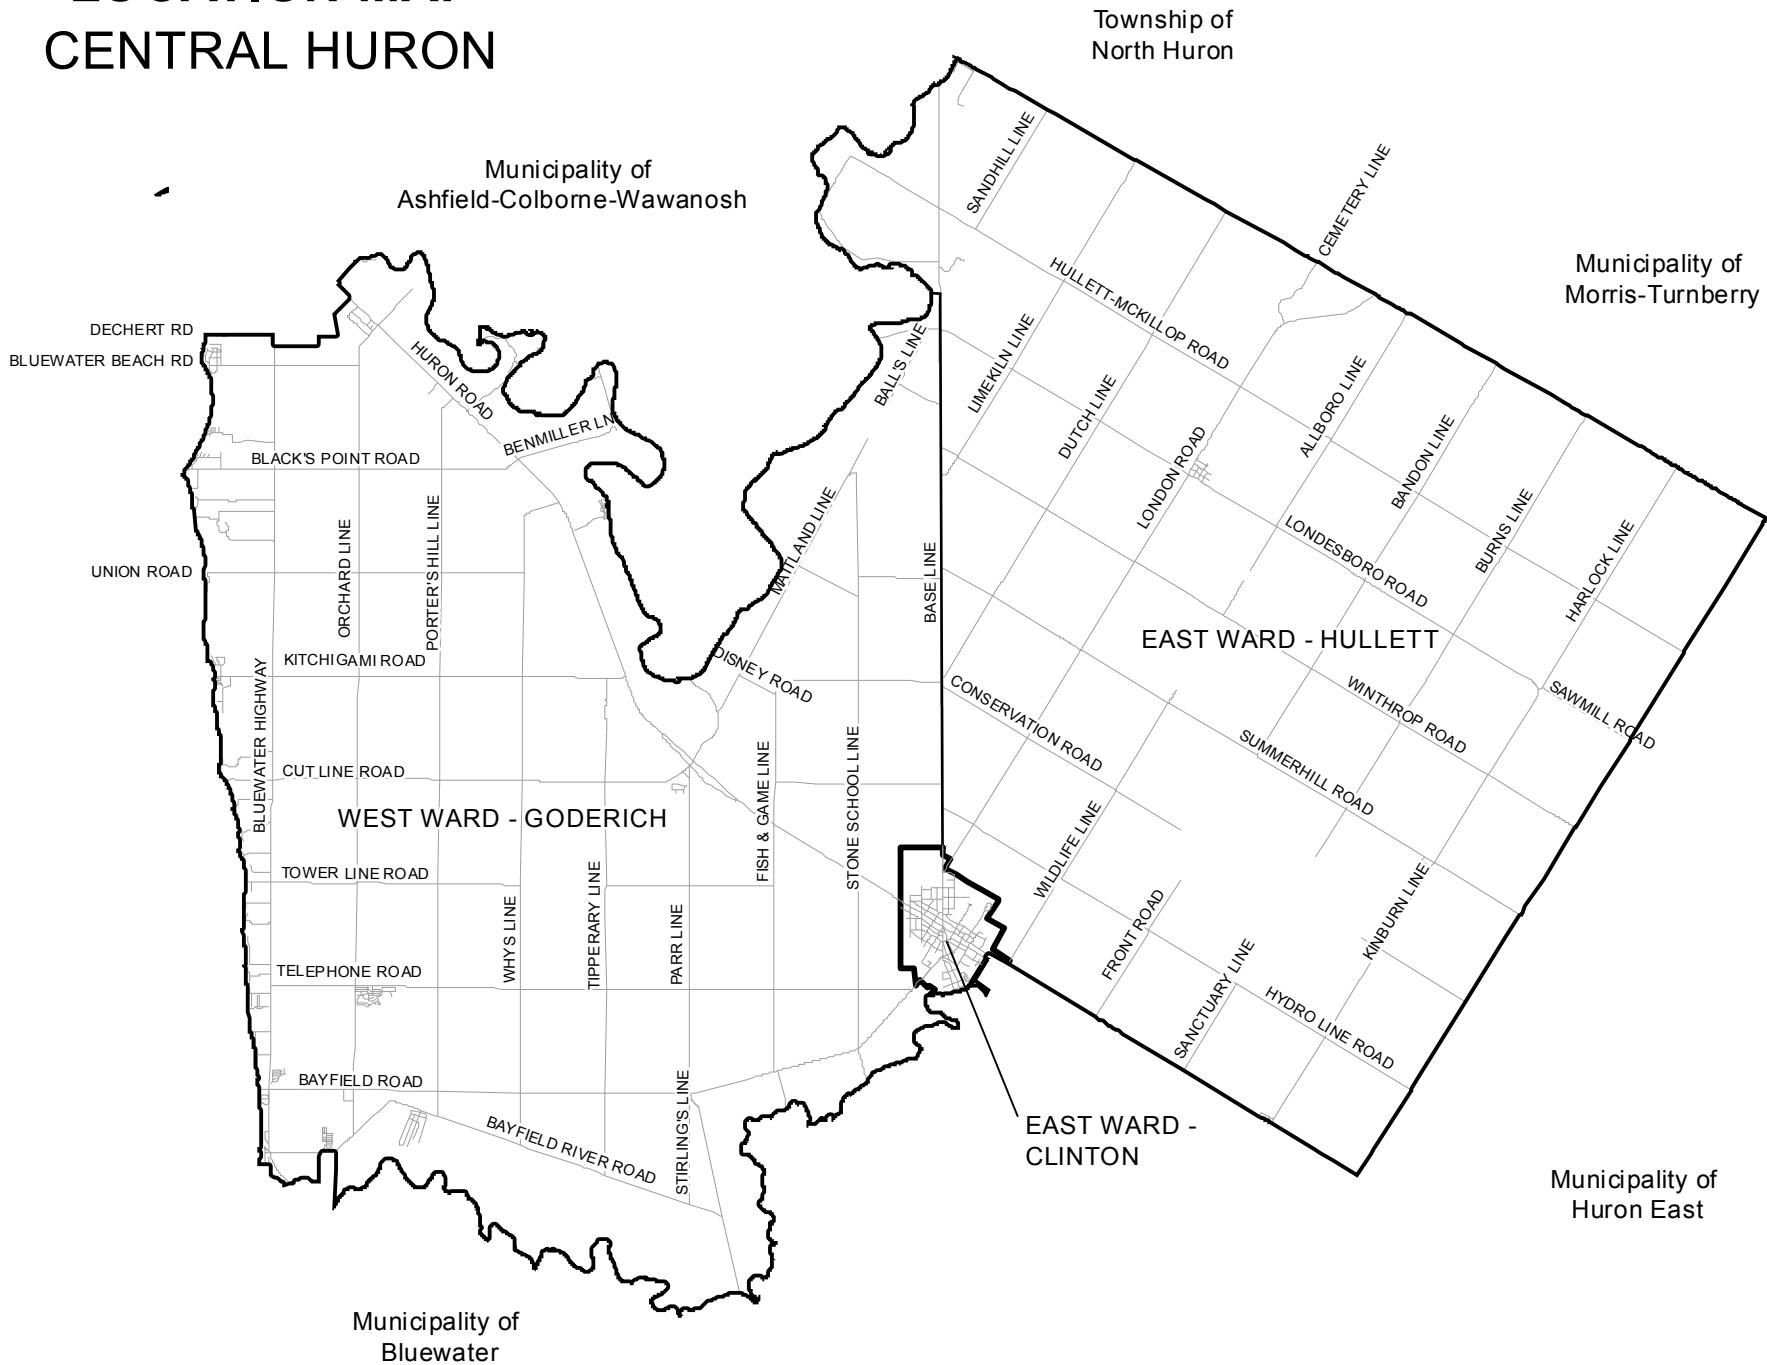 CENTRAL HURON
Township of
North Huron
Municipality of
Ashfield-Colborne-Wawanosh
Municipality of
Morris-Turnberry
SANDHILL LINE
CEMETERY LINE
HULLETT-MCKILLOP ROAD
DECHERT RD
BLUEWATER BEACH RD
HURON ROAD
BENMILLER LN
BALL'S LINE
LIMEKILN LINE
DUTCH LINE
LONDON ROAD
ALLBORO LINE
BANDON LINE
BURNS LINE
HARLOCK LINE
BLACK'S POINT ROAD
ORCHARD LINE
PORTER'S HILL LINE
MAITLAND LINE
BASE LINE
LONDESBORO ROAD
UNION ROAD
EAST WARD - HULLETT
KITCHIGAMI ROAD
DISNEY ROAD
CONSERVATION ROAD
WINTHROP ROAD
SAWMILL ROAD
SUMMERHILL ROAD
BLUEWATER HIGHWAY
CUT LINE ROAD
WEST WARD - GODERICH
FISH & GAME LINE
STONE SCHOOL LINE
WILDLIFE LINE
TOWER LINE ROAD
WHYS LINE
TIPPERARY LINE
PARR LINE
FRONT ROAD
SANCTUARY LINE
KINBURN LINE
HYDRO LINE ROAD
TELEPHONE ROAD
BAYFIELD ROAD
BAYFIELD RIVER ROAD
STIRLING'S LINE
EAST WARD -
CLINTON
Municipality of
Huron East
Municipality of
Bluewater